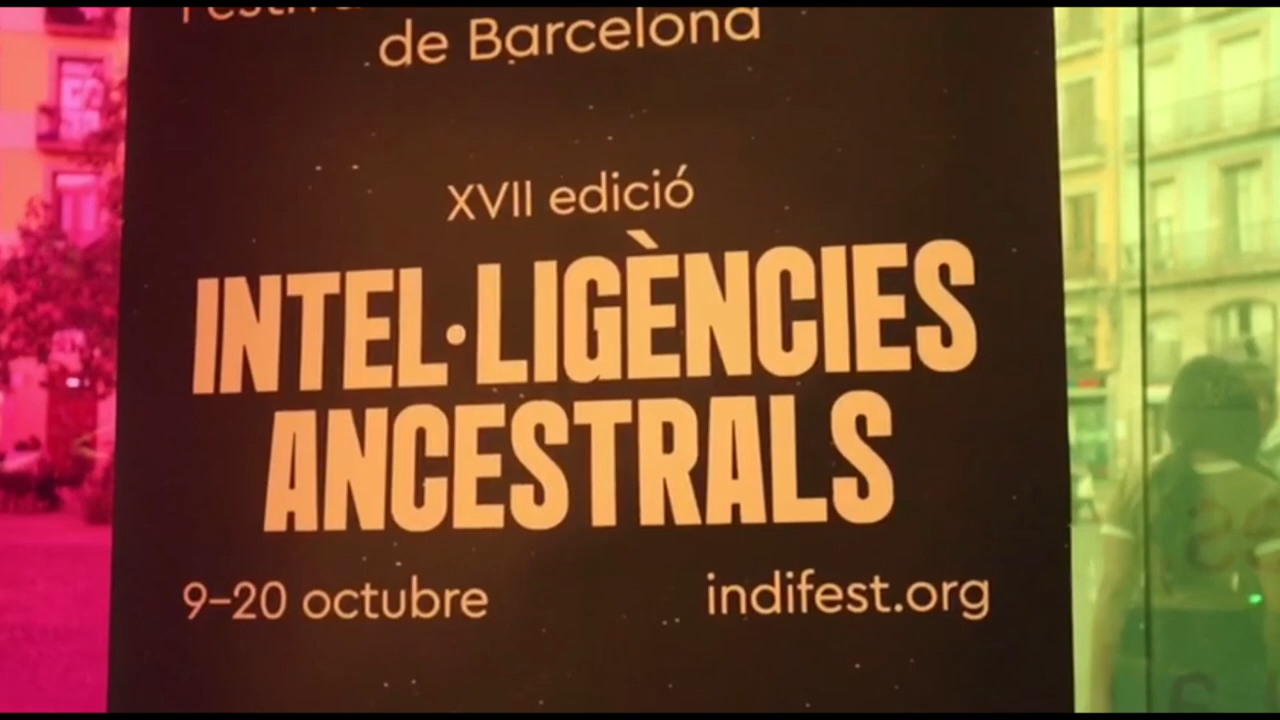 de Barcelona
XVII edició
INTEL·LIGÈNCIES
ANCESTRALS
9–20 octubre
indifest.org